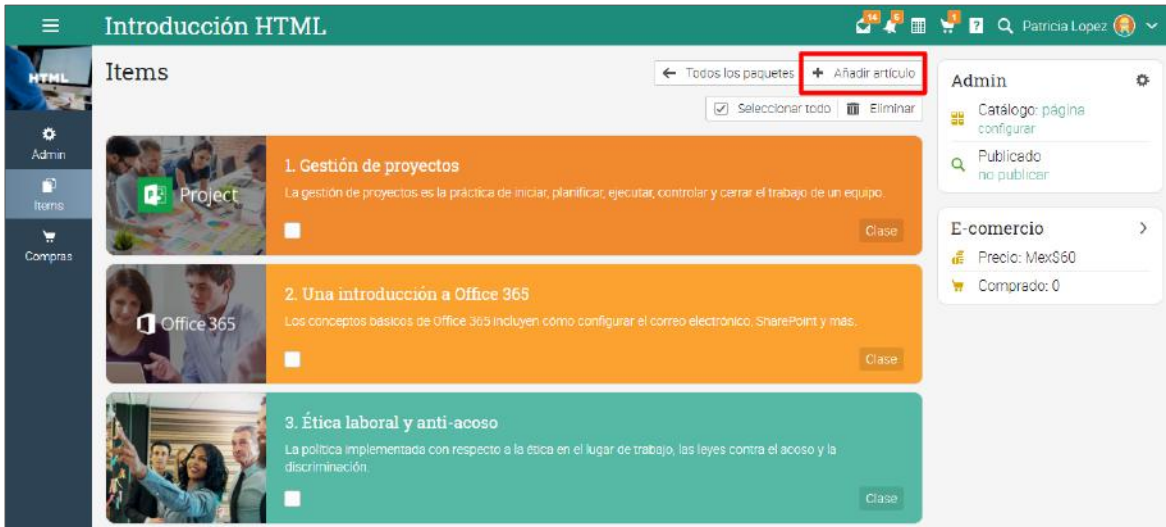 Introducción HTML
14
6
1
?
Patricia Lopez
HTML
Admin
Items
Compras
Items
Todos los paquetes
Añadir artículo
Seleccionar todo
Eliminar
Project
1. Gestión de proyectos
La gestión de proyectos es la práctica de iniciar, planificar, ejecutar, controlar y cerrar el trabajo de un equipo.
Clase
Office 365
2. Una introducción a Office 365
Los conceptos básicos de Office 365 incluyen cómo configurar el correo electrónico, SharePoint y más.
Clase
3. Ética laboral y anti-acoso
La política implementada con respecto a la ética en el lugar de trabajo, las leyes contra el acoso y la
discriminación.
Clase
Admin
Catálogo: página
configurar
Publicado
no publicar
E-comercio
Precio: Mex$60
Comprado: 0